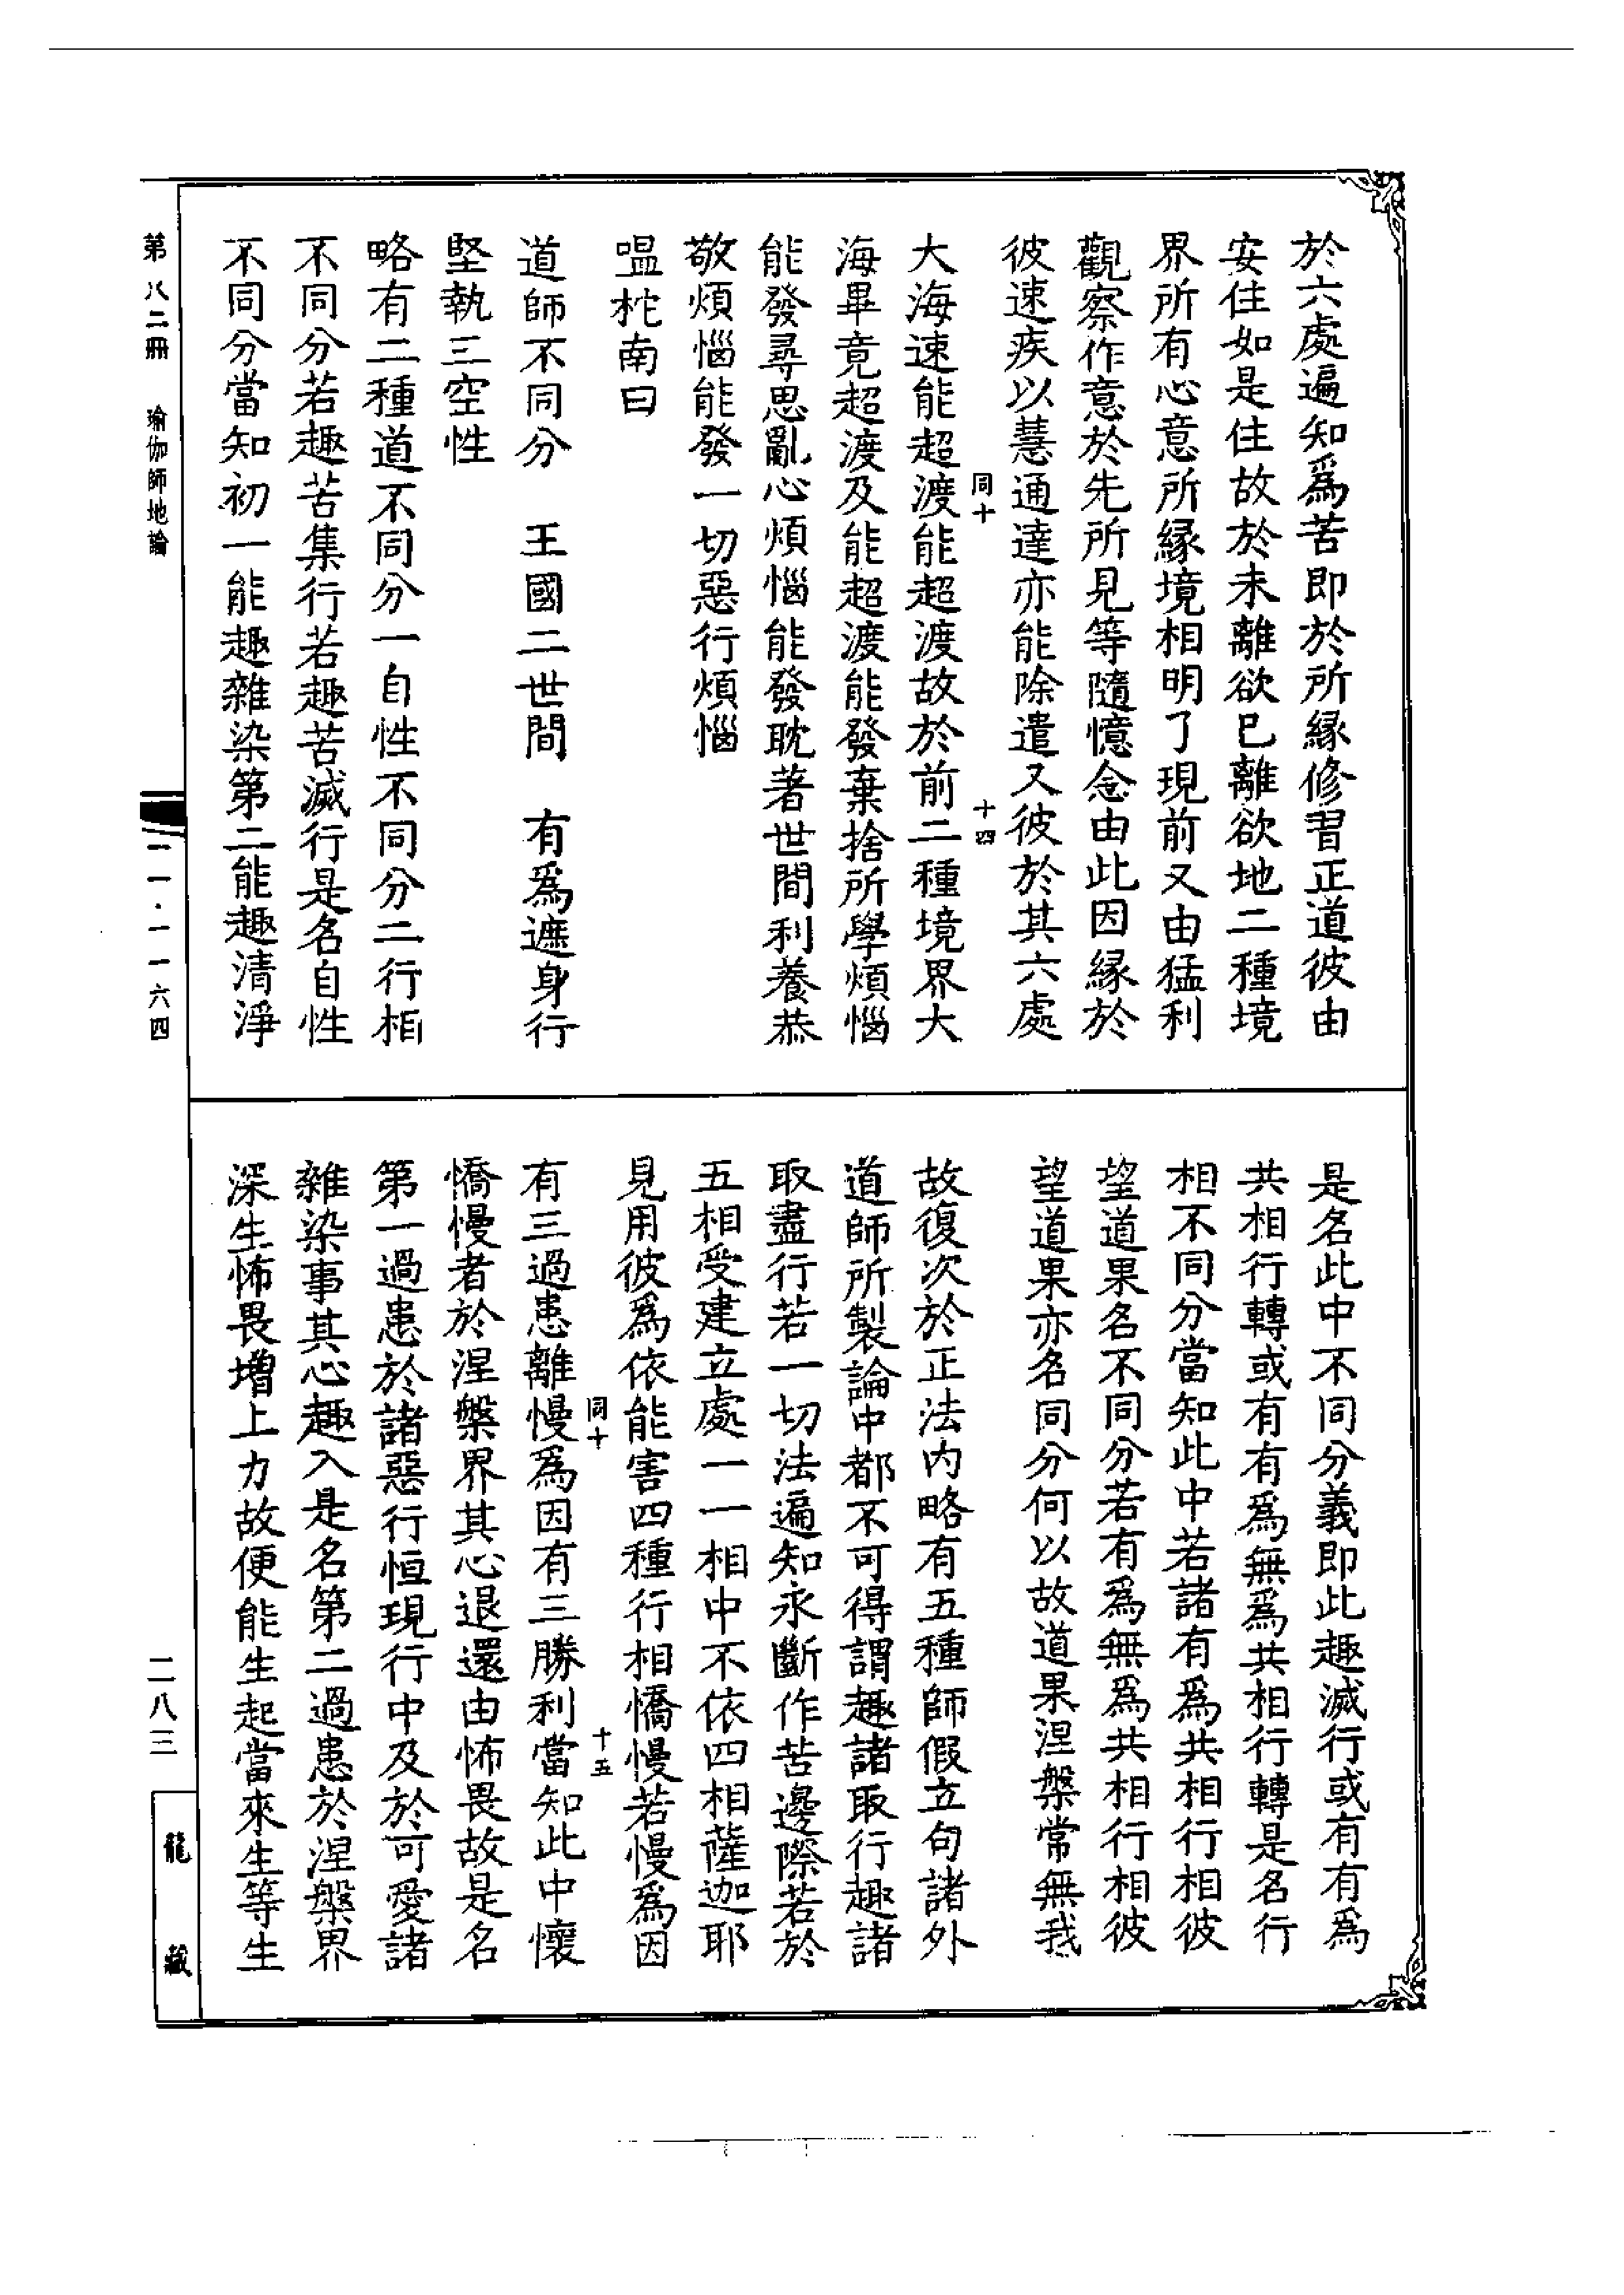 於六處遍知爲苦即於所縁修習正道彼由
安住如是住故於未離欲已離欲地二種境
界所有心意所縁境相明了現前又由猛利
觀察作意於先所見等隨憶念由此因縁於
彼速疾以慧通達亦能除遣又彼於其六處
同十
十四
大海速能超渡能超渡故於前二種境界大
海畢竟超渡及能超渡能發棄捨所學煩惱
能發尋思亂心煩惱能發耽著世間利養恭
敬煩惱能發一切惡行煩惱
嗢柁南曰
道師不同分　王國二世間　有爲遮身行
堅執三空性
略有二種道不同分一自性不同分二行相
不同分若趣苦集行若趣苦滅行是名自性
不同分當知初一能趣雜染第二能趣清淨
是名此中不同分義即此趣滅行或有有爲
共相行轉或有有爲無爲共相行轉是名行
相不同分當知此中若諸有爲共相行相彼
望道果名不同分若有爲無爲共相行相彼
望道果亦名同分何以故道果涅槃常無我
故復次於正法内略有五種師假立句諸外
道師所製論中都不可得謂趣諸取行趣諸
取盡行若一切法遍知永斷作苦邊際若於
五相受建立處一一相中不依四相薩迦耶
見用彼爲依能害四種行相憍慢若慢爲因
同十
十五
有三過患離慢爲因有三勝利當知此中懷
憍慢者於涅槃界其心退還由怖畏故是名
第一過患於諸惡行恒現行中及於可愛諸
雜染事其心趣入是名第二過患於涅槃界
深生怖畏增上力故便能生起當來生等生
第八二冊　瑜伽師地論
一一·一一六四
二八三
龍藏